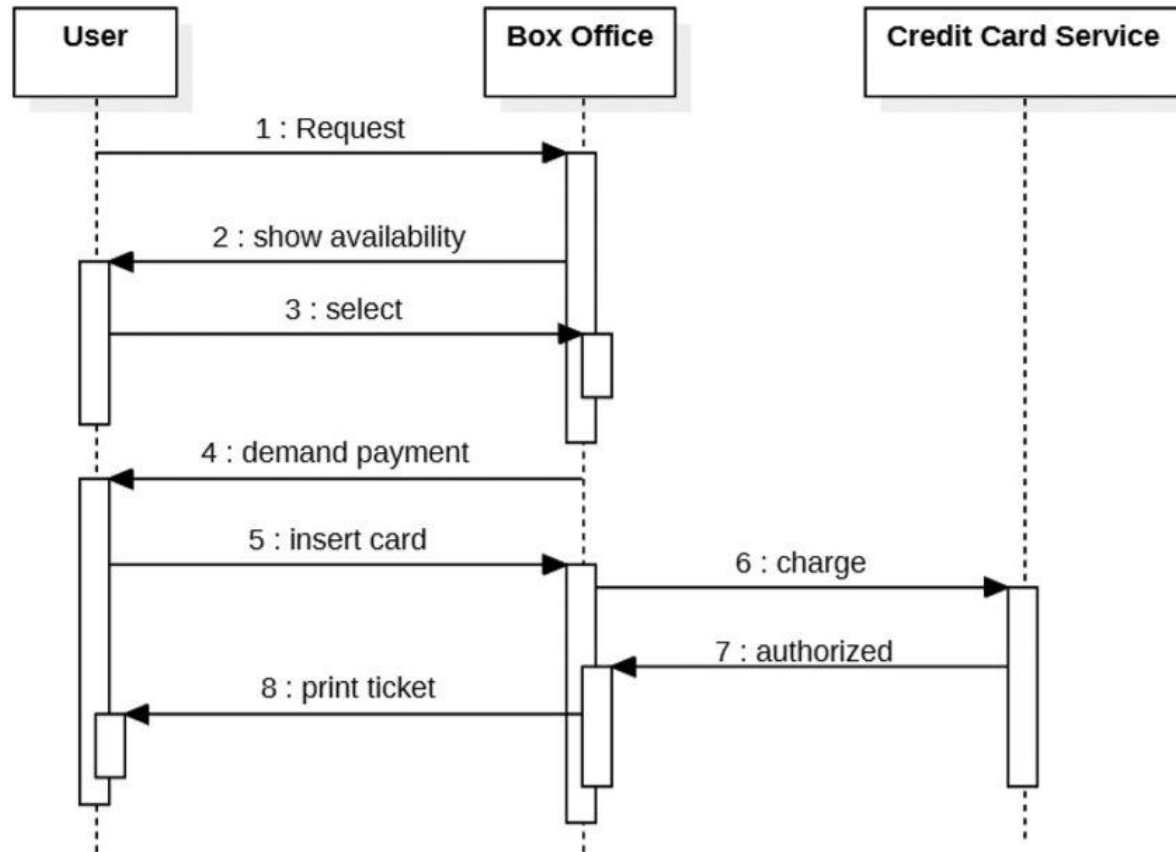 User
Box Office
Credit Card Service
1 : Request
2 : show availability
3 : select
4 : demand payment
5 : insert card
6 : charge
7 : authorized
8 : print ticket